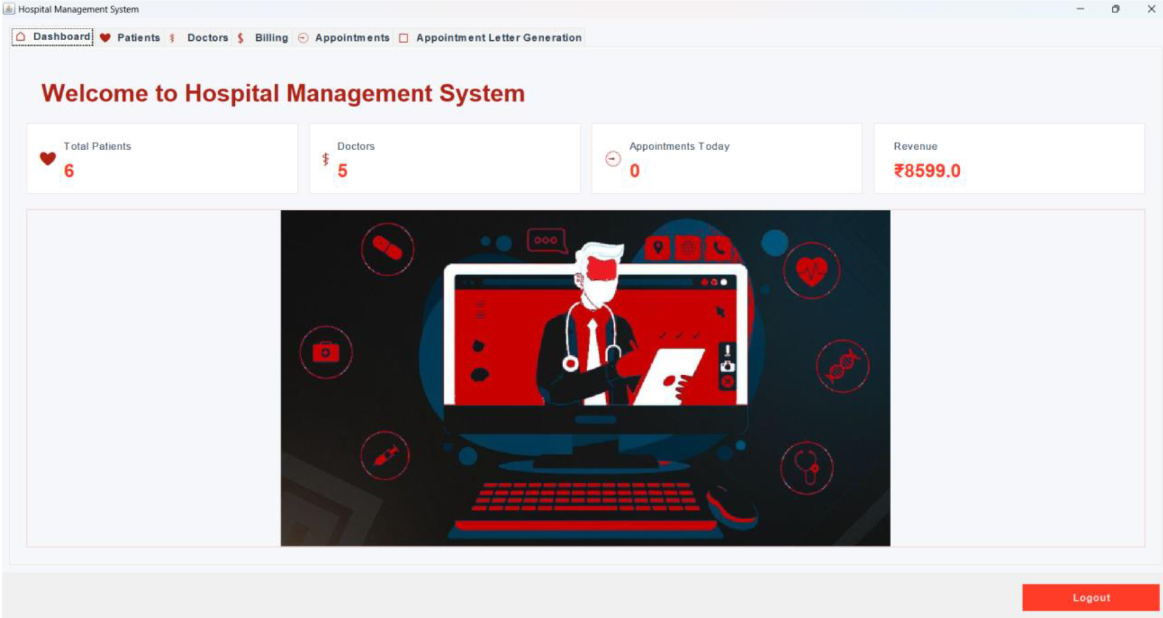 Hospital Management System
Dashboard Patients Doctors $ Billing Appointments Appointment Letter Generation
Welcome to Hospital Management System
Total Patients
6
Doctors
5
Appointments Today
0
Revenue
₹8599.0
Logout